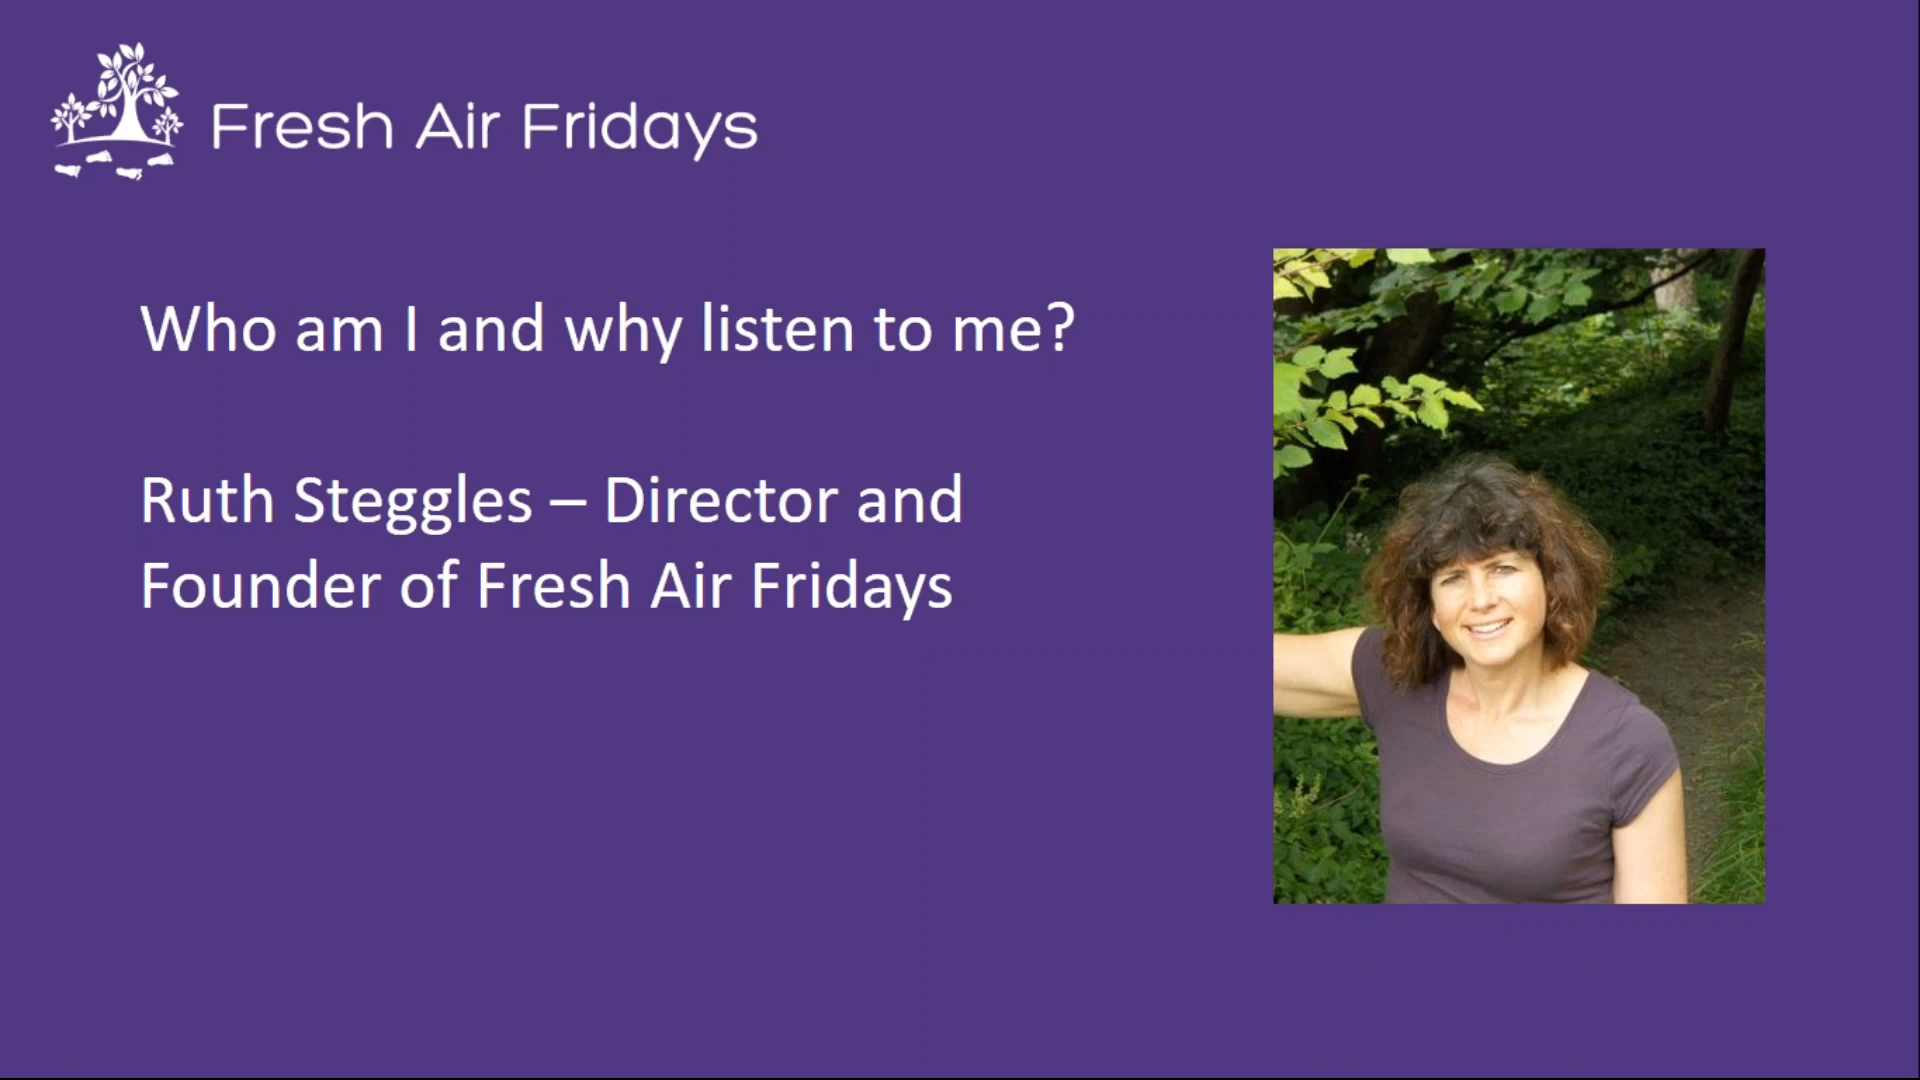 Fresh Air Fridays
Who am I and why listen to me?
Ruth Steggles – Director and
Founder of Fresh Air Fridays